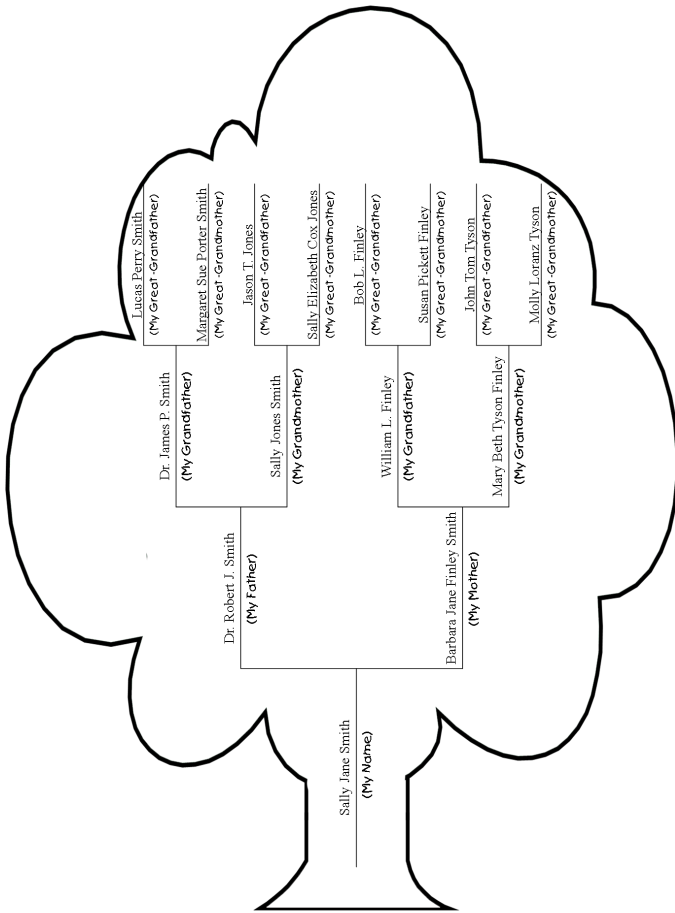 Lucas Perry Smith
(My Great-Grandfather)
Margaret Sue Porter Smith
(My Great-Grandmother)
Jason T. Jones
(My Great-Grandfather)
Sally Elizabeth Cox Jones
(My Great-Grandmother)
Bob L. Finley
(My Great-Grandfather)
Susan Pickett Finley
(My Great-Grandmother)
John Tom Tyson
(My Great-Grandfather)
Molly Loranz Tyson
(My Great-Grandmother)
Dr. James P. Smith
(My Grandfather)
Sally Jones Smith
(My Grandmother)
William L. Finley
(My Grandfather)
Mary Beth Tyson Finley
(My Grandmother)
Dr. Robert J. Smith
(My Father)
Barbara Jane Finley Smith
(My Mother)
Sally Jane Smith
(My Name)